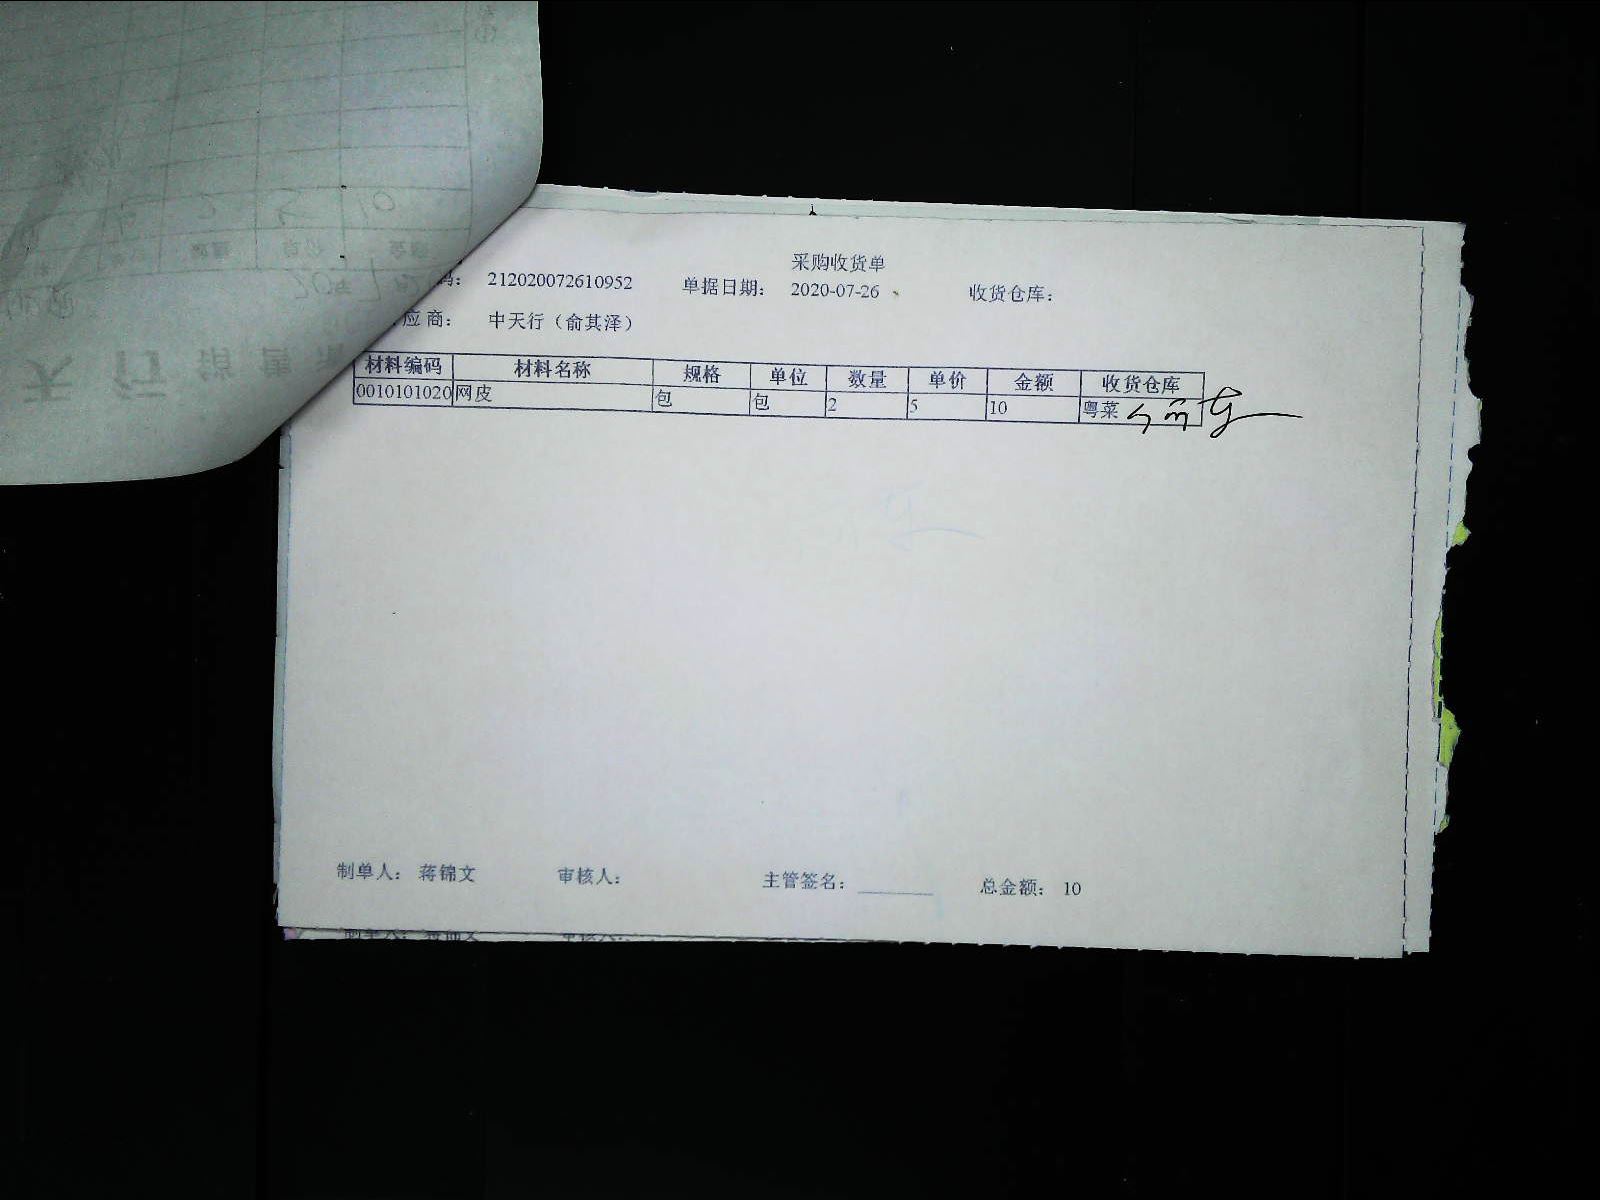 采购收货单
码： 212020072610952 单据日期： 2020-07-26 收货仓库：
应商： 中天行（俞其泽）
材料编码 材料名称 规格 单位 数量 单价 金额 收货仓库
0010101020 网皮 包 包 2 5 10 粤菜
制单人： 蒋锦文 审核人： 主管签名： 总金额： 10